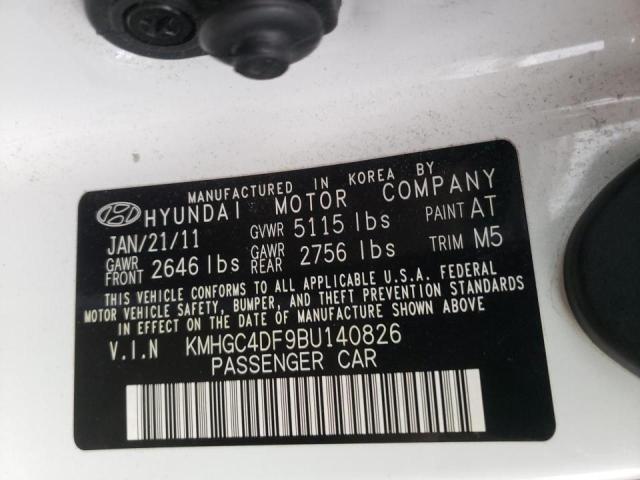 MANUFACTURED IN KOREA BY
HYUNDAI MOTOR COMPANY
JAN/21/11 GVWR 5115 lbs PAINT AT
GAWR FRONT 2646 lbs GAWR REAR 2756 lbs TRIM M5
THIS VEHICLE CONFORMS TO ALL APPLICABLE U.S.A. FEDERAL
MOTOR VEHICLE SAFETY, BUMPER, AND THEFT PREVENTION STANDARDS
IN EFFECT ON THE DATE OF MANUFACTURE SHOWN ABOVE
V.I.N KMHGC4DF9BU140826
PASSENGER CAR